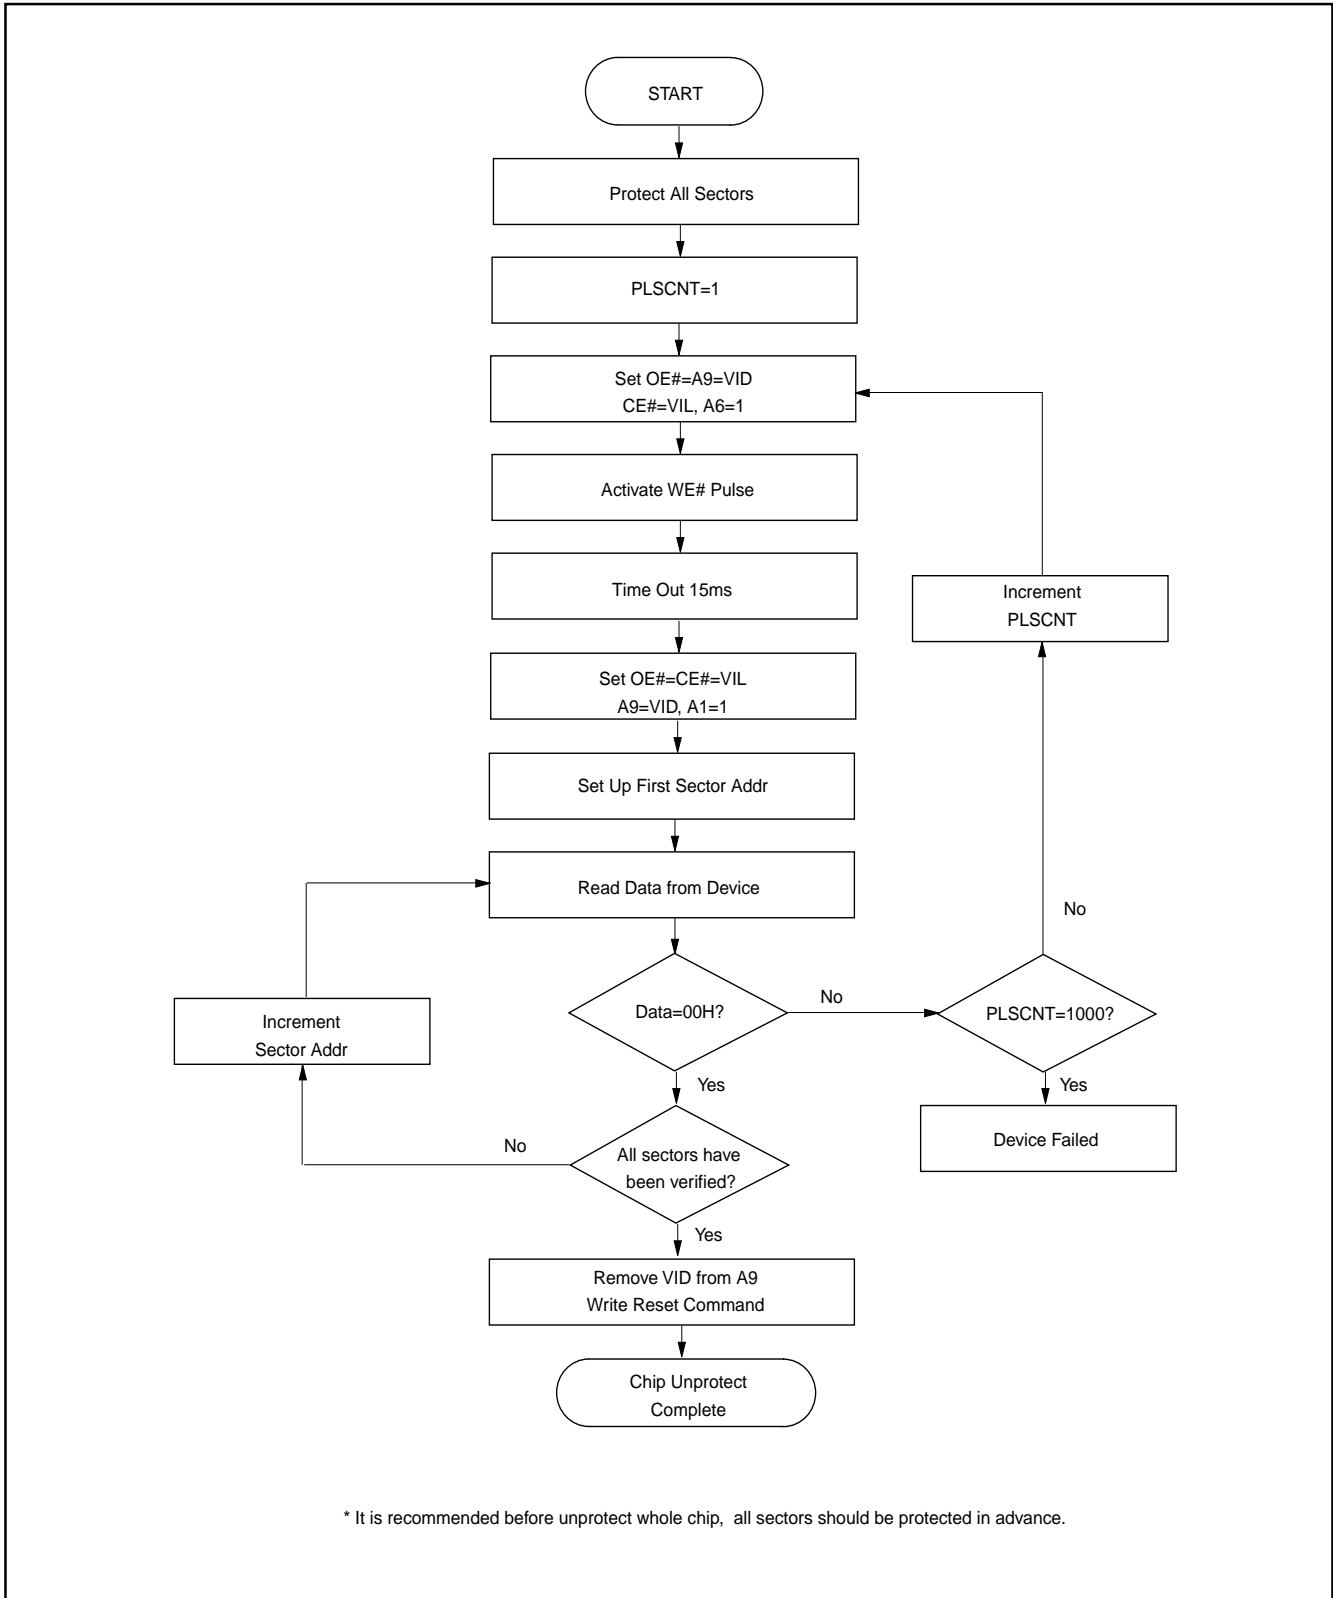 START
Protect All Sectors
PLSCNT=1
Set OE#=A9=VID
CE#=VIL, A6=1
Activate WE# Pulse
Time Out 15ms
Increment
PLSCNT
Set OE#=CE#=VIL
A9=VID, A1=1
Set Up First Sector Addr
Read Data from Device
No
Data=00H?
No
PLSCNT=1000?
Increment
Sector Addr
Yes
Yes
Device Failed
No
All sectors have
been verified?
Yes
Remove VID from A9
Write Reset Command
Chip Unprotect
Complete
* It is recommended before unprotect whole chip, all sectors should be protected in advance.